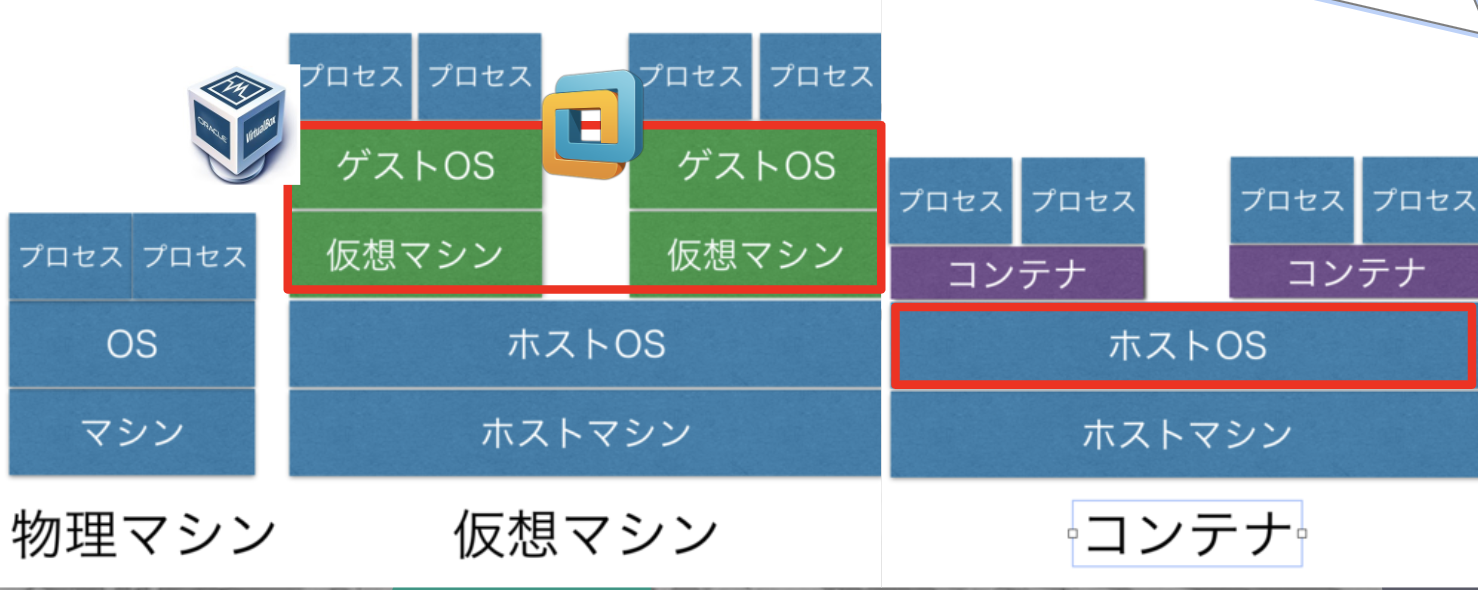 プロセス プロセス
OS
マシン
物理マシン
ORACLE
VirtualBox
プロセス プロセス プロセス プロセス
ゲストOS ゲストOS
仮想マシン 仮想マシン
ホストOS
ホストマシン
仮想マシン
プロセス プロセス プロセス プロセス
コンテナ コンテナ
ホストOS
ホストマシン
コンテナ